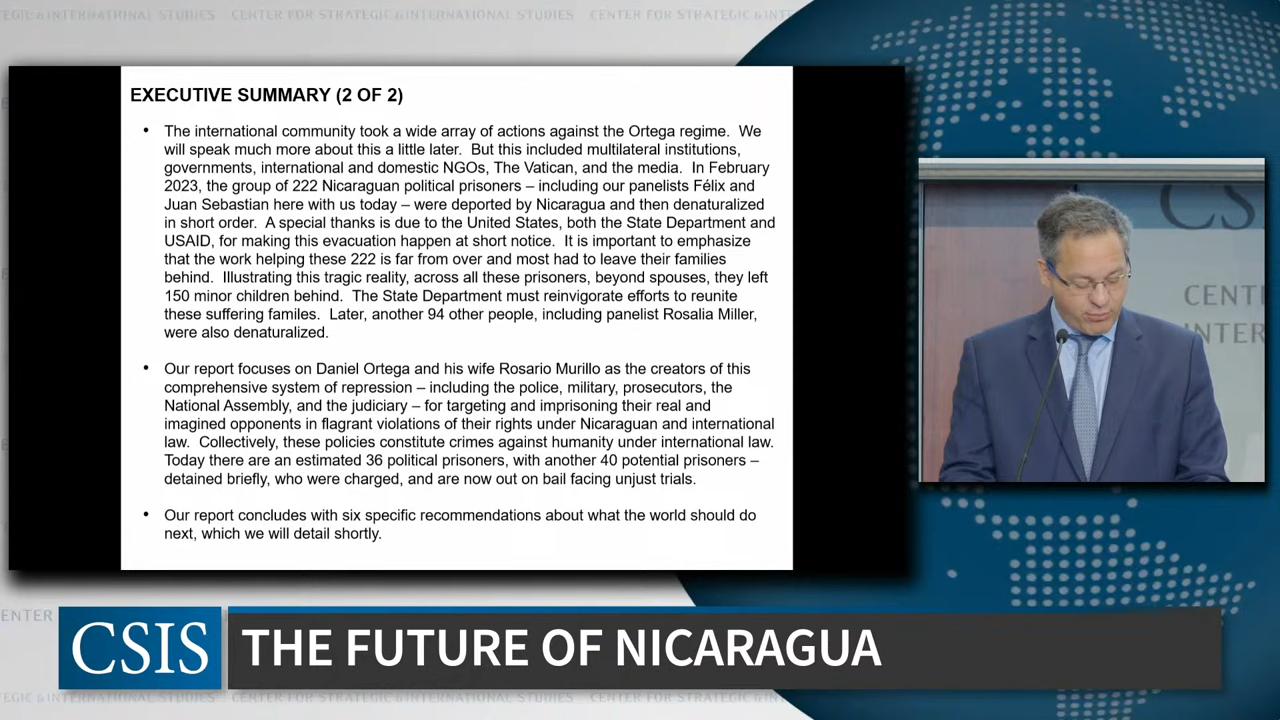 CENTER FOR STRATEGIC & INTERNATIONAL STUDIES
EXECUTIVE SUMMARY (2 OF 2)
• The international community took a wide array of actions against the Ortega regime. We
will speak much more about this a little later. But this included multilateral institutions,
governments, international and domestic NGOs, The Vatican, and the media. In February
2023, the group of 222 Nicaraguan political prisoners – including our panelists Félix and
Juan Sebastian here with us today – were deported by Nicaragua and then denaturalized
in short order. A special thanks is due to the United States, both the State Department and
USAID, for making this evacuation happen at short notice. It is important to emphasize
that the work helping these 222 is far from over and most had to leave their families
behind. Illustrating this tragic reality, across all these prisoners, beyond spouses, they left
150 minor children behind. The State Department must reinvigorate efforts to reunite
these suffering familes. Later, another 94 other people, including panelist Rosalia Miller,
were also denaturalized.
• Our report focuses on Daniel Ortega and his wife Rosario Murillo as the creators of this
comprehensive system of repression – including the police, military, prosecutors, the
National Assembly, and the judiciary – for targeting and imprisoning their real and
imagined opponents in flagrant violations of their rights under Nicaraguan and international
law. Collectively, these policies constitute crimes against humanity under international law.
Today there are an estimated 36 political prisoners, with another 40 potential prisoners –
detained briefly, who were charged, and are now out on bail facing unjust trials.
• Our report concludes with six specific recommendations about what the world should do
next, which we will detail shortly.
CS
CENT
INTER
ENTER
CSIS
THE FUTURE OF NICARAGUA
TEGIC & INTERNATIONAL STUDIES CENTER FOR STRATEGIC & INTERNATIONAL STUDIES